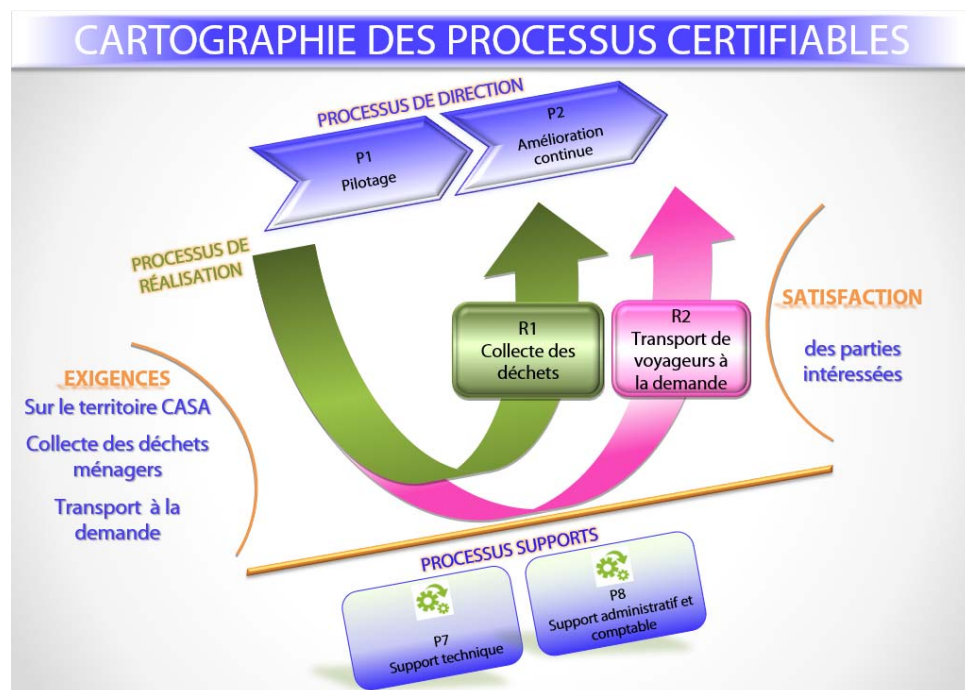 CARTOGRAPHIE DES PROCESSUS CERTIFIABLES
PROCESSUS DE DIRECTION
P1
Pilotage
P2
Amélioration
continue
PROCESSUS DE
RÉALISATION
R1
Collecte des
déchets
R2
Transport de
voyageurs à
la demande
EXIGENCES
Sur le territoire CASA
Collecte des déchets
ménagers
Transport à la
demande
SATISFACTION
des parties
intéressées
PROCESSUS SUPPORTS
P7
Support technique
P8
Support administratif et
comptable